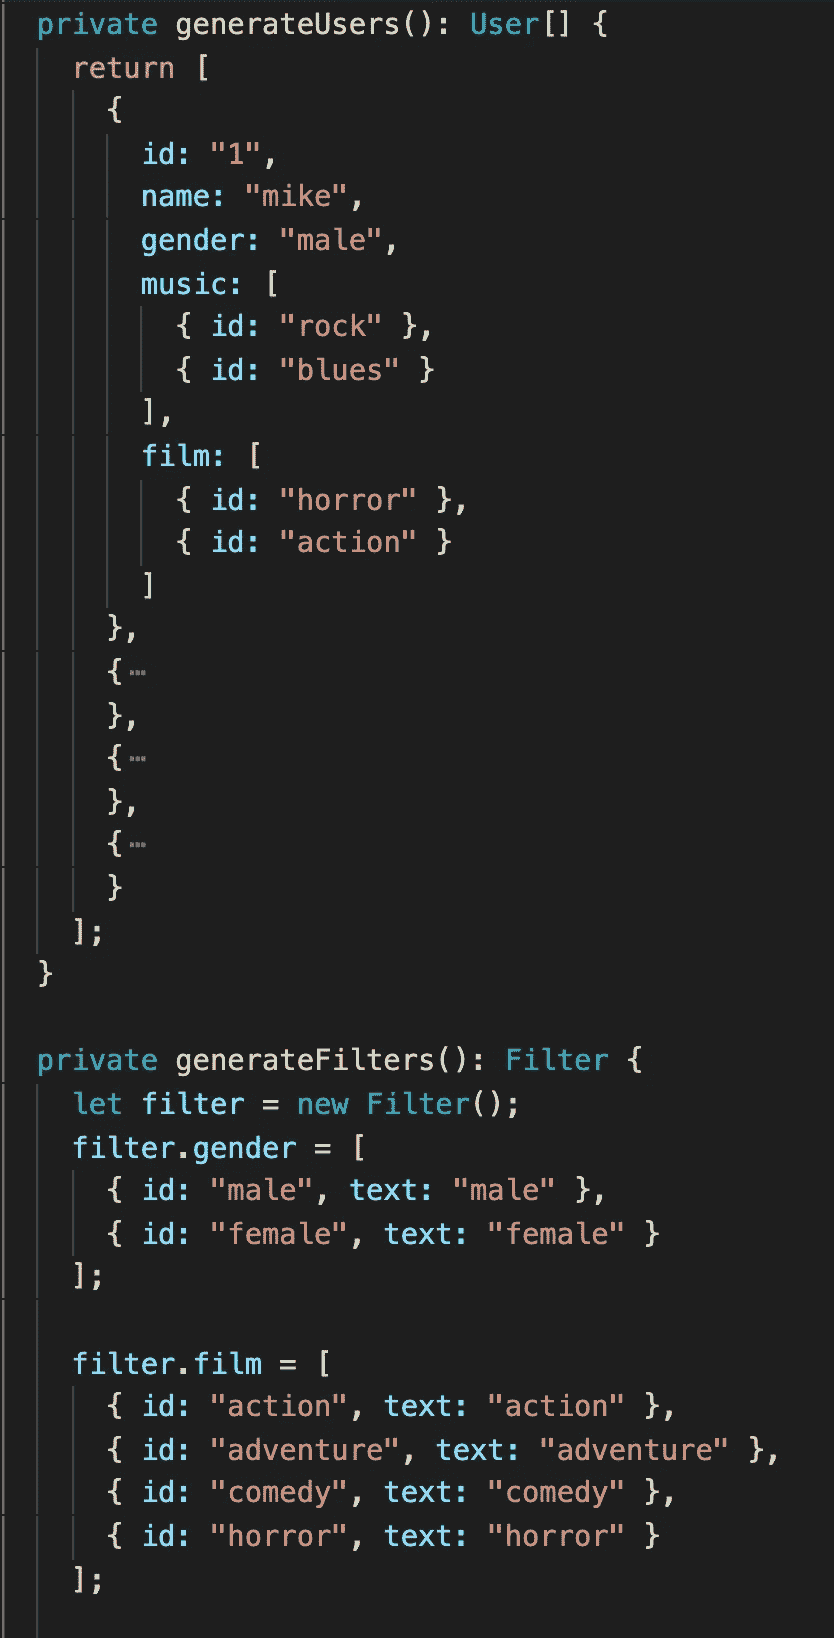 private generateUsers(): User[] {
  return [
    {
      id: "1",
      name: "mike",
      gender: "male",
      music: [
        { id: "rock" },
        { id: "blues" }
      ],
      film: [
        { id: "horror" },
        { id: "action" }
      ]
    },
    {…
    },
    {…
    },
    {…
    }
  ];
}

private generateFilters(): Filter {
  let filter = new Filter();
  filter.gender = [
    { id: "male", text: "male" },
    { id: "female", text: "female" }
  ];

  filter.film = [
    { id: "action", text: "action" },
    { id: "adventure", text: "adventure" },
    { id: "comedy", text: "comedy" },
    { id: "horror", text: "horror" }
  ];